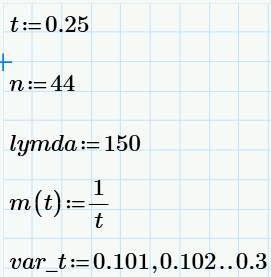 t:=0.25
n:=44
lymda:=150
m(t):=1/t
var_t:=0.101,0.102..0.3